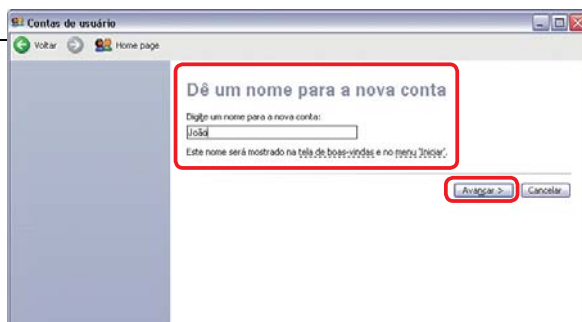 Contas de usuário
Voltar Home page
Dê um nome para a nova conta
Digite um nome para a nova conta:
João
Este nome será mostrado na tela de boas-vindas e no menu 'Iniciar'.
Avançar > Cancelar